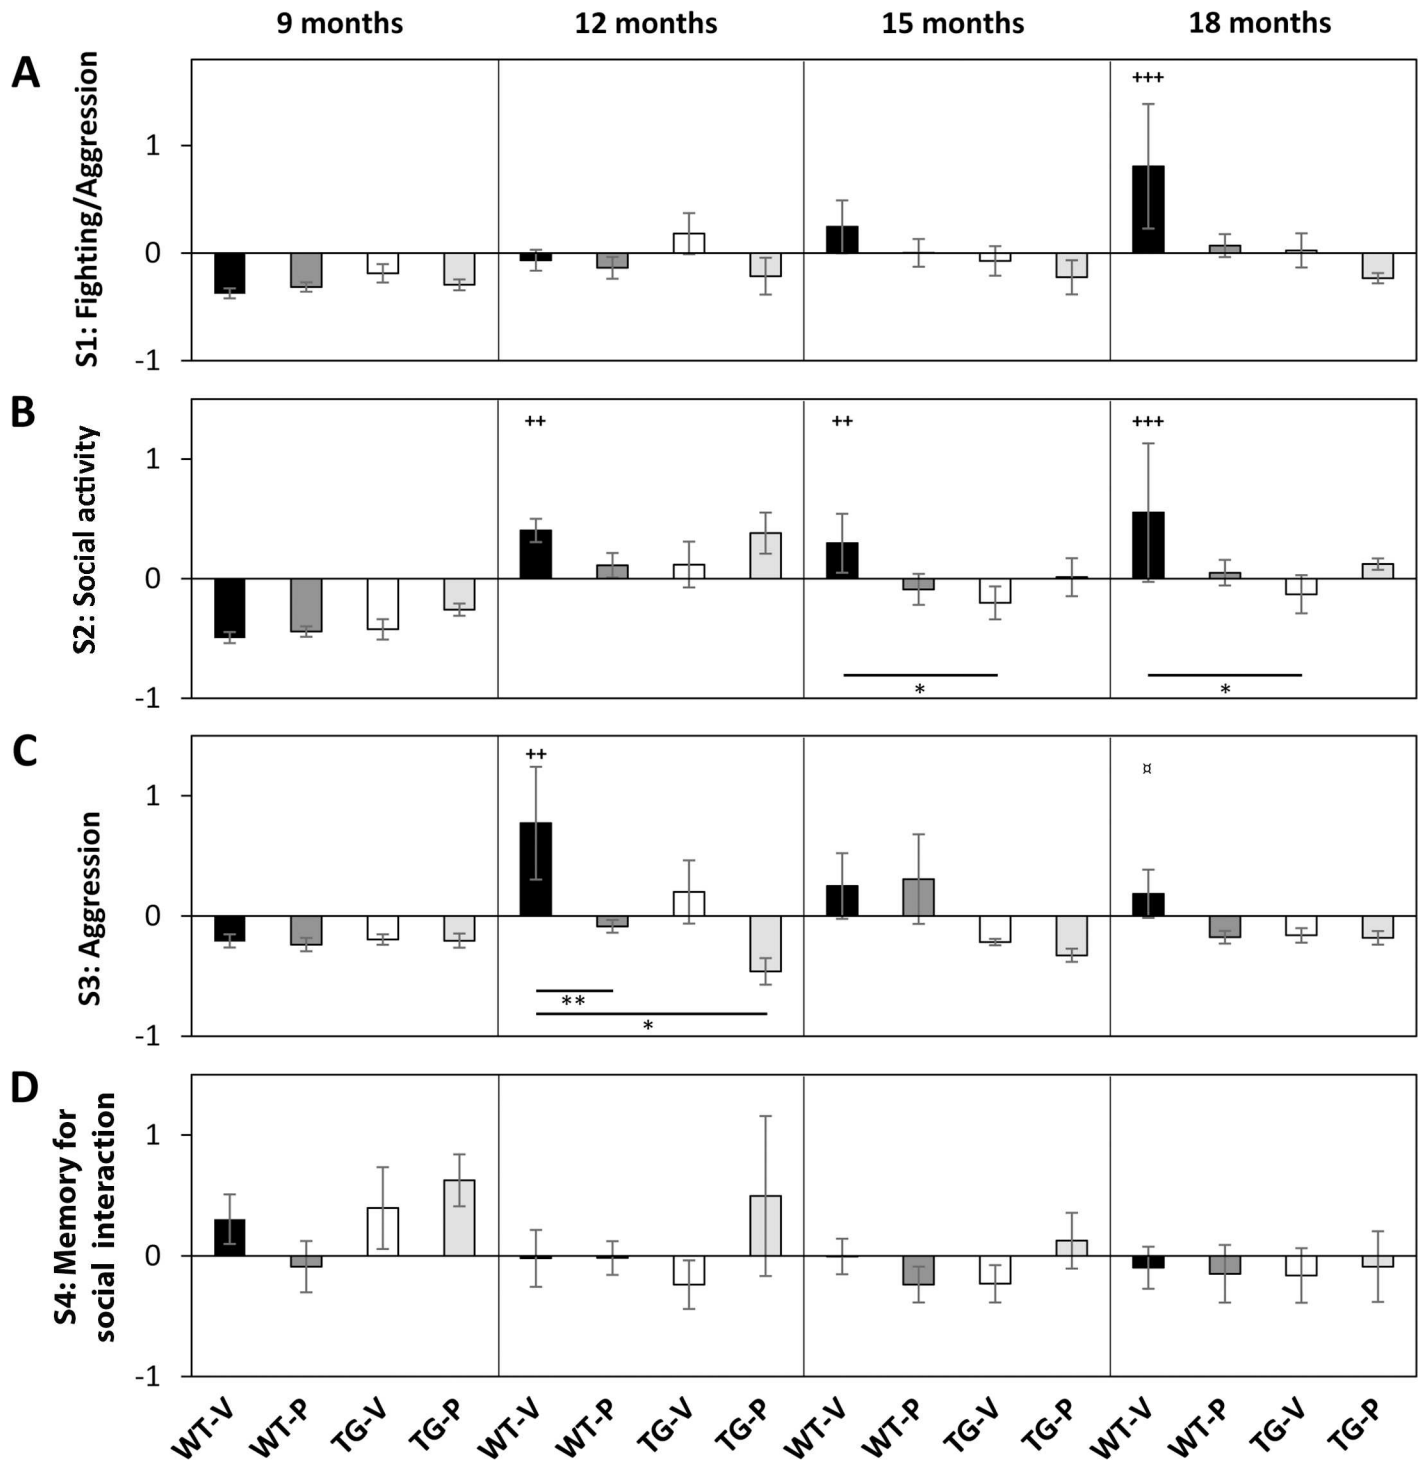 9 months 12 months 15 months 18 months
A
S1: Fighting/Aggression
1
0
-1
+++
B
S2: Social activity
1
0
-1
++ ++ +++
* *
C
S3: Aggression
1
0
-1
++ ¤
**
*
D
S4: Memory for
social interaction
1
0
-1
WT-V WT-P TG-V TG-P WT-V WT-P TG-V TG-P WT-V WT-P TG-V TG-P WT-V WT-P TG-V TG-P